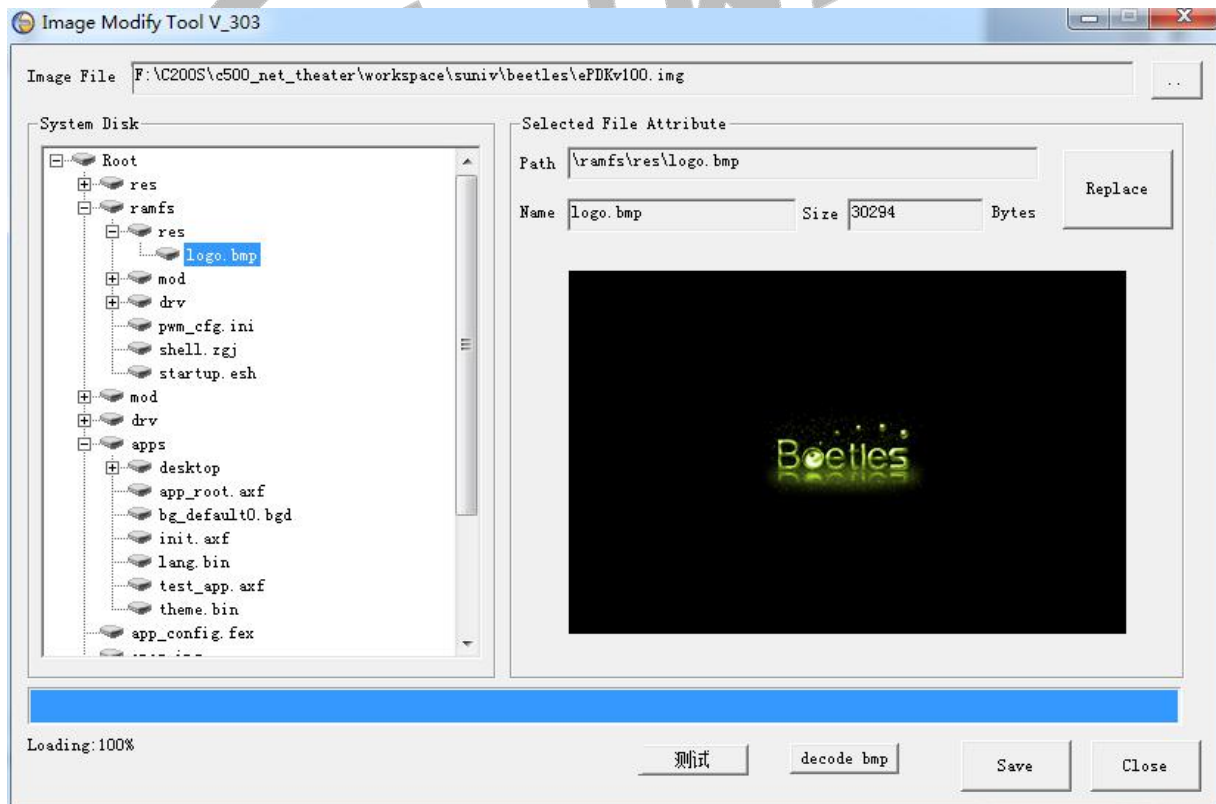 Image Modify Tool V_303
Image File F:\C200S\c500_net_theater\workspace\suniv\beetles\ePDKv100.img ..
System Disk
Root
res
ramfs
res
logo.bmp
mod
drv
pwm_cfg.ini
shell.zgj
startup.esh
mod
drv
apps
desktop
app_root.axf
bg_default0.bgd
init.axf
lang.bin
test_app.axf
theme.bin
app_config.fex
Selected File Attribute
Path \ramfs\res\logo.bmp
Name logo.bmp Size 30294 Bytes
Replace
Beetles
Loading:100%
测试 decode bmp Save Close